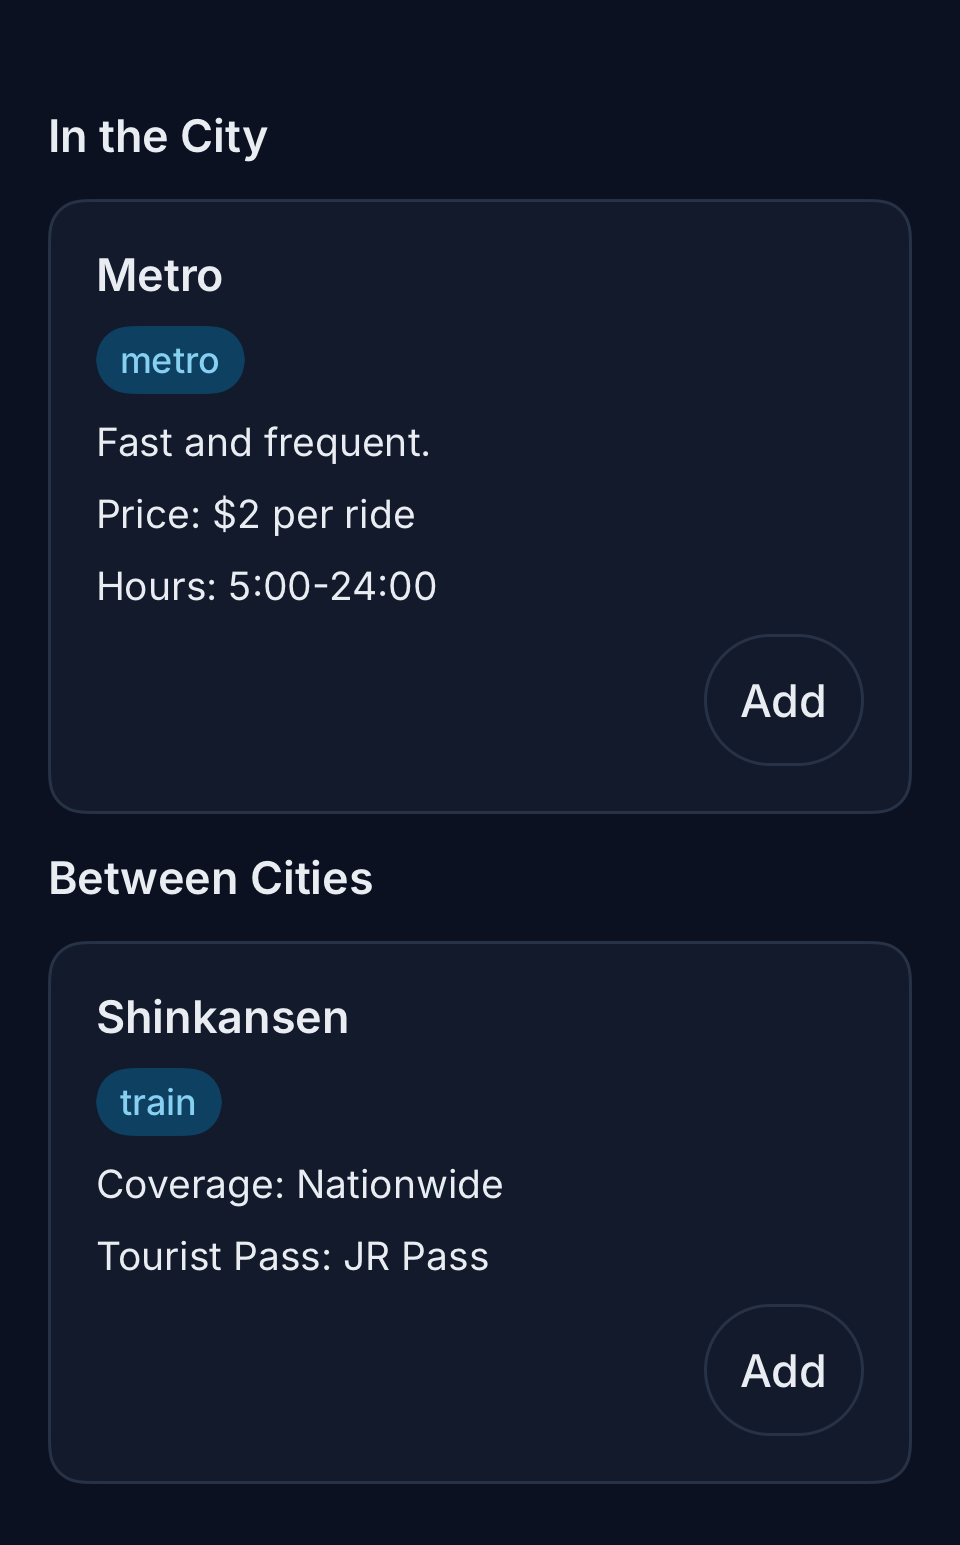 In the City
Metro
metro
Fast and frequent.
Price: $2 per ride
Hours: 5:00-24:00
Add
Between Cities
Shinkansen
train
Coverage: Nationwide
Tourist Pass: JR Pass
Add